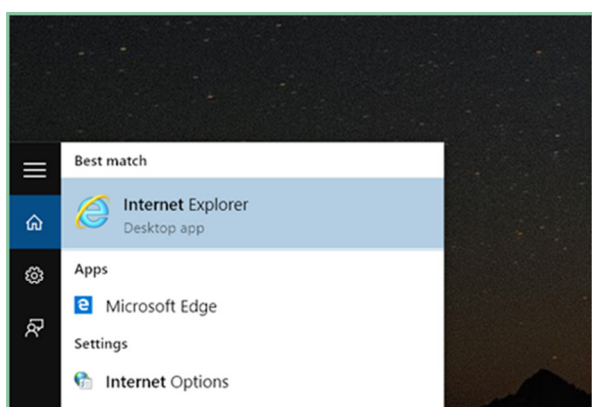 Best match
Internet Explorer
Desktop app
Apps
Microsoft Edge
Settings
Internet Options